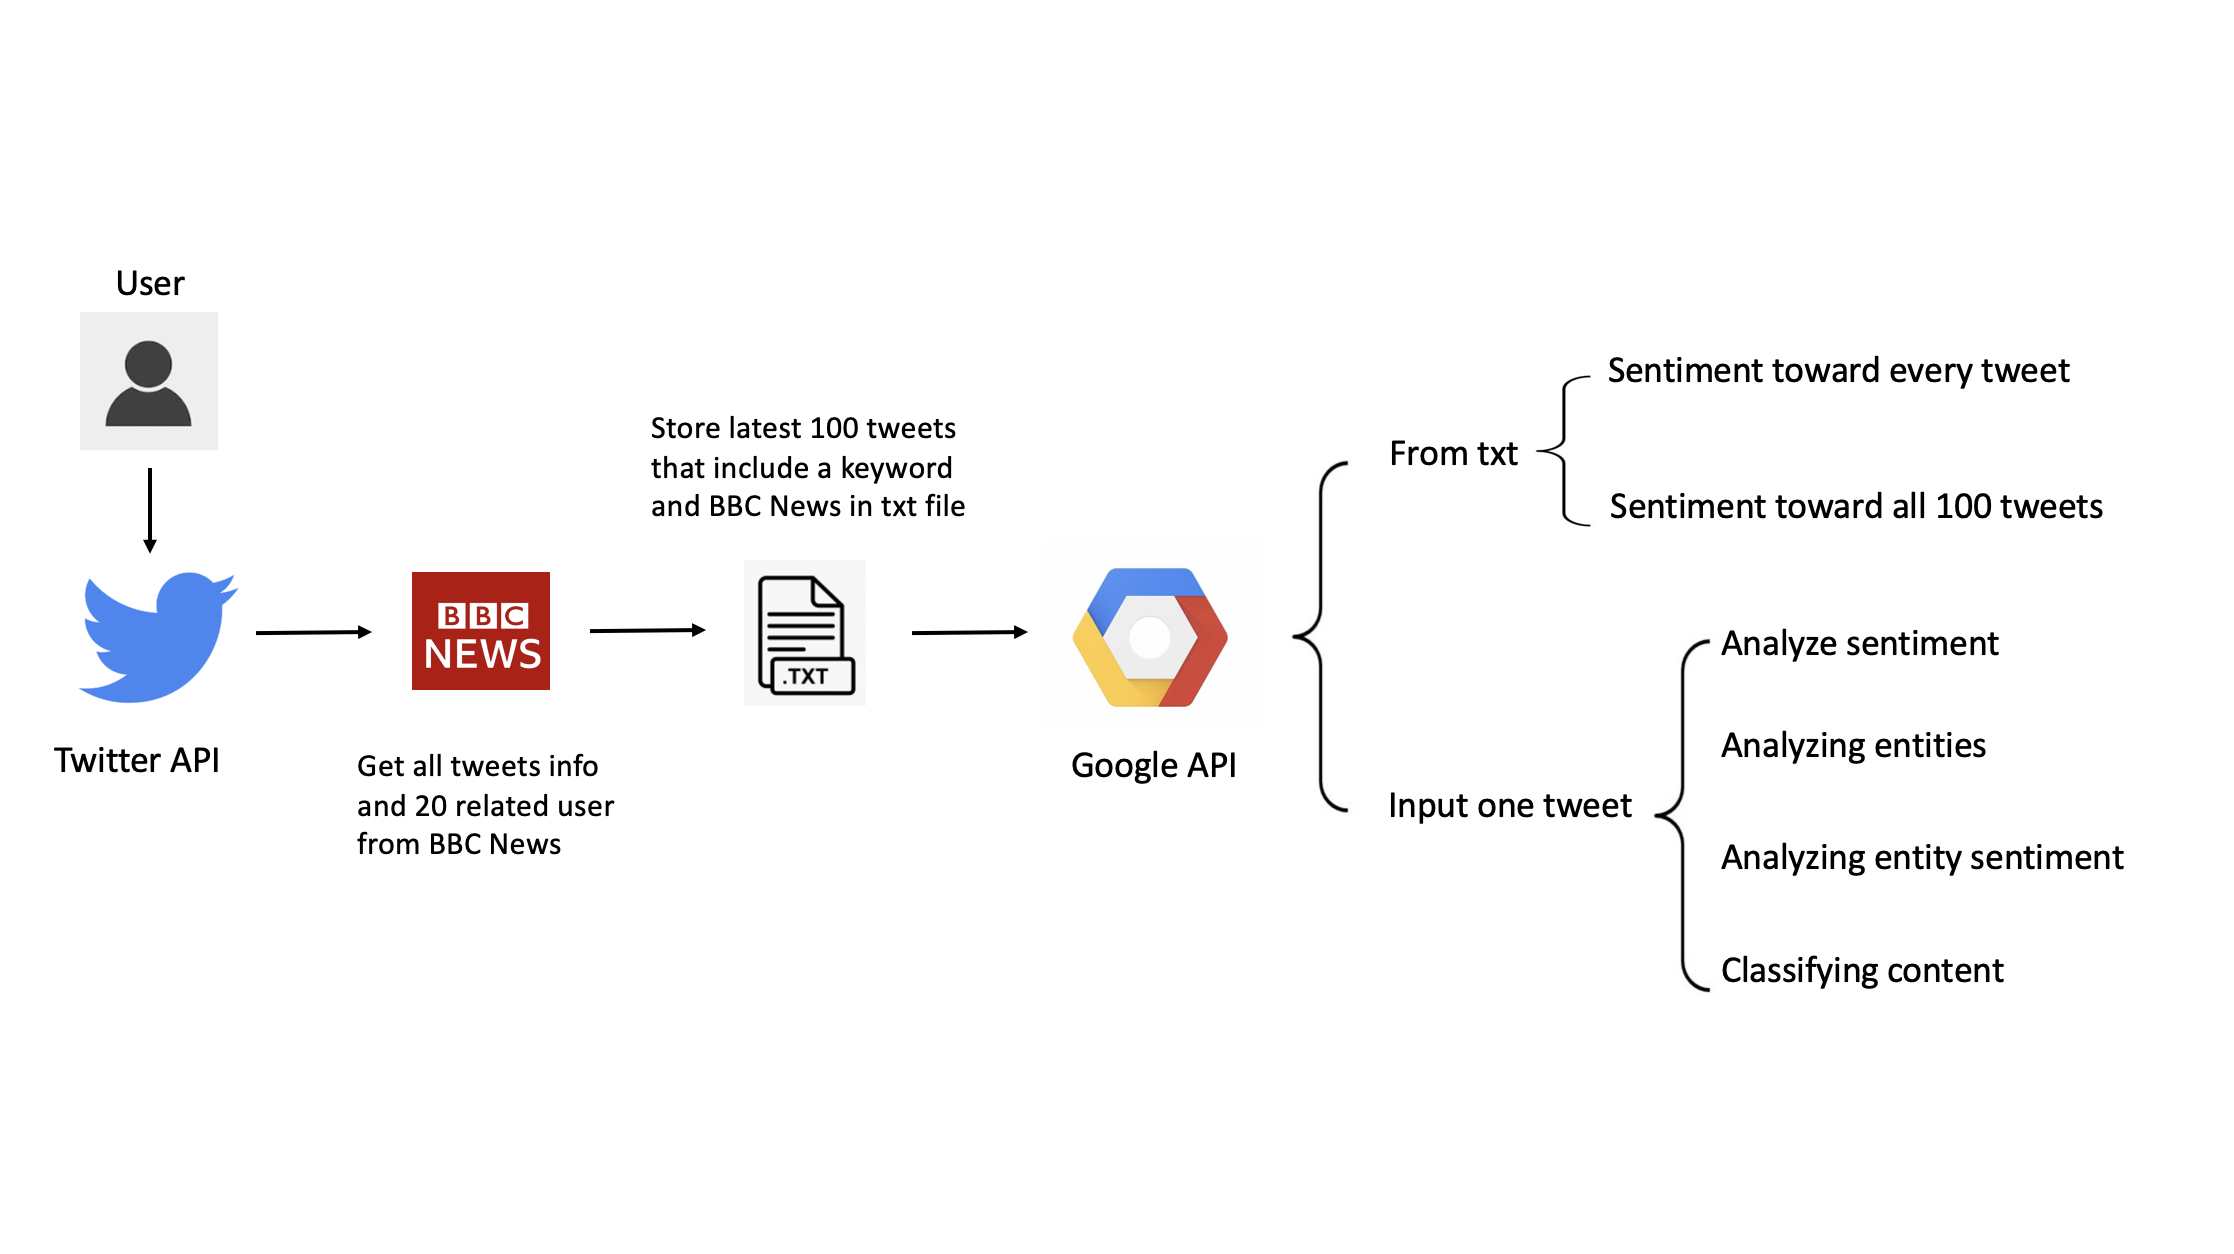 User
Twitter API
BBC
NEWS
Get all tweets info
and 20 related user
from BBC News
Store latest 100 tweets
that include a keyword
and BBC News in txt file
.TXT
Google API
From txt
Sentiment toward every tweet
Sentiment toward all 100 tweets
Input one tweet
Analyze sentiment
Analyzing entities
Analyzing entity sentiment
Classifying content